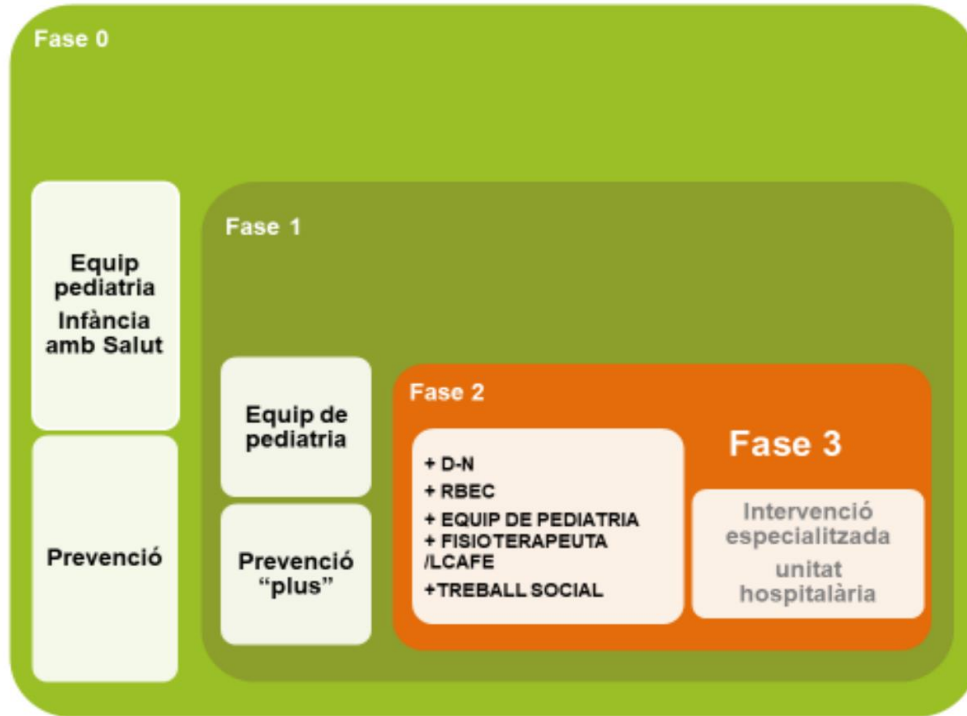 Fase 0
Equip
pediatria
Infància
amb Salut
Prevenció
Fase 1
Equip de
pediatria
Prevenció
“plus”
Fase 2
+ D-N
+ RBEC
+ EQUIP DE PEDIATRIA
+ FISIOTERAPEUTA
/LCAFE
+TREBALL SOCIAL
Fase 3
Intervenció
especialitzada
unitat
hospitalària